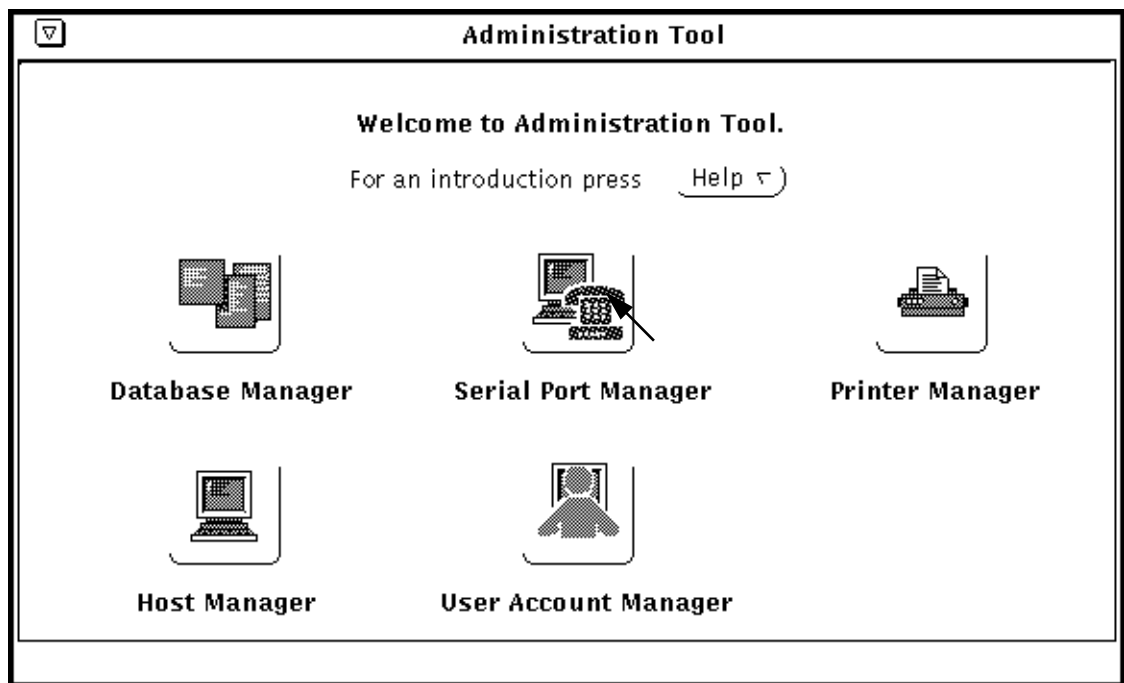 Administration Tool
Welcome to Administration Tool.
For an introduction press Help
Database Manager Serial Port Manager Printer Manager
Host Manager User Account Manager